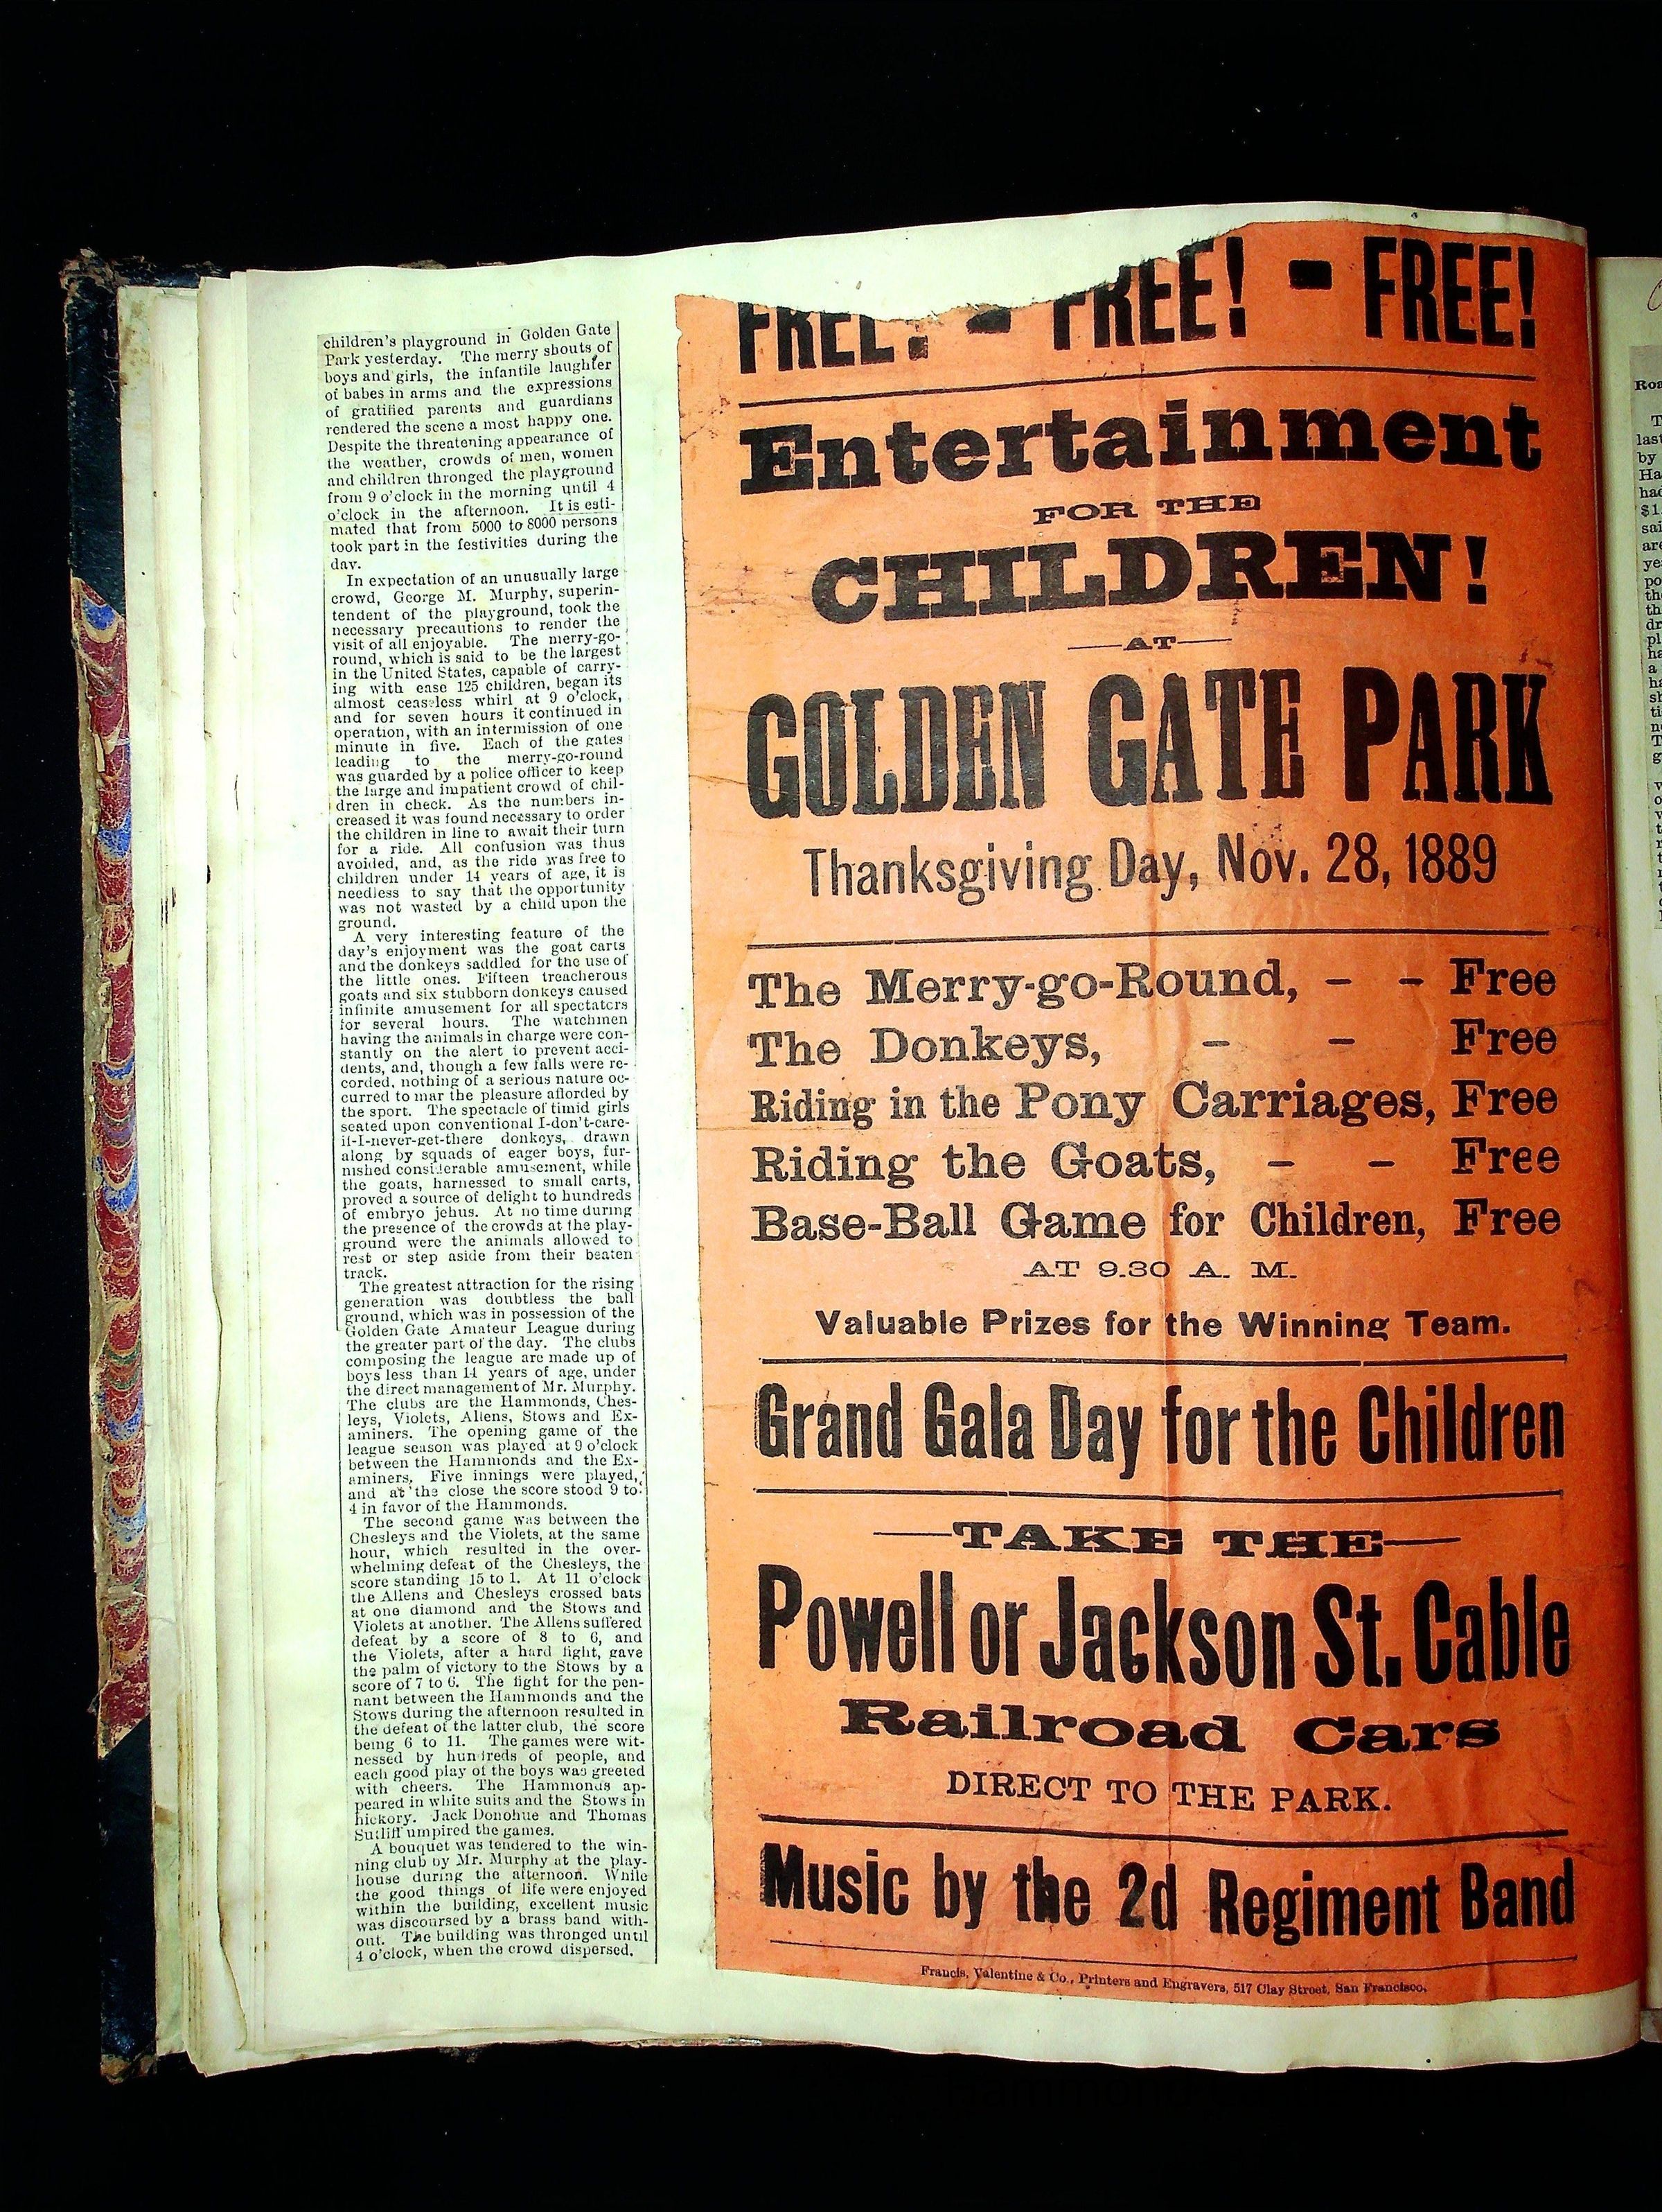 children's playground in Golden Gate
Park yesterday. The merry shouts of
boys and girls, the infantile laughter
of babes in arms and the expressions
of gratified parents and guardians
rendered the scene a most happy one.
Despite the threatening appearance of
the weather, crowds of men, women
and children thronged the playground
from 9 o'clock in the morning until 4
o'clock in the afternoon. It is esti-
mated that from 5000 to 8000 persons
took part in the festivities during the
day.
In expectation of an unusually large
crowd, George M. Murphy, superin-
tendent of the playground, took the
necessary precautions to render the
visit of all enjoyable. The merry-go-
round, which is said to be the largest
in the United States, capable of carry-
ing with ease 125 children, began its
almost ceaseless whirl at 9 o'clock,
and for seven hours it continued in
operation, with an intermission of one
minute in five. Each of the gates
leading to the merry-go-round
was guarded by a police officer to keep
the large and impatient crowd of chil-
dren in check. As the numbers in-
creased it was found necessary to order
the children in line to await their turn
for a ride. All confusion was thus
avoided, and, as the ride was free to
children under 14 years of age, it is
needless to say that the opportunity
was not wasted by a child upon the
ground.
A very interesting feature of the
day's enjoyment was the goat carts
and the donkeys saddled for the use of
the little ones. Fifteen treacherous
goats and six stubborn donkeys caused
infinite amusement for all spectators
for several hours. The watchmen
having the animals in charge were con-
stantly on the alert to prevent acci-
dents, and, though a few falls were re-
corded, nothing of a serious nature oc-
curred to mar the pleasure afforded by
the sport. The spectacle of timid girls
seated upon conventional I-don't-care-
if-I-never-get-there donkeys, drawn
along by squads of eager boys, fur-
nished considerable amusement, while
the goats, harnessed to small carts,
proved a source of delight to hundreds
of embryo jehus. At no time during
the presence of the crowds at the play-
ground were the animals allowed to
rest or step aside from their beaten
track.
The greatest attraction for the rising
generation was doubtless the ball
ground, which was in possession of the
Golden Gate Amateur League during
the greater part of the day. The clubs
composing the league are made up of
boys less than 14 years of age, under
the direct management of Mr. Murphy.
The clubs are the Hammonds, Ches-
leys, Violets, Allens, Stows and Ex-
aminers. The opening game of the
league season was played at 9 o'clock
between the Hammonds and the Ex-
aminers. Five innings were played,
and at the close the score stood 9 to
4 in favor of the Hammonds.
The second game was between the
Chesleys and the Violets, at the same
hour, which resulted in the over-
whelming defeat of the Chesleys, the
score standing 15 to 1. At 11 o'clock
the Allens and Chesleys crossed bats
at one diamond and the Stows and
Violets at another. The Allens suffered
defeat by a score of 8 to 6, and
the Violets, after a hard fight, gave
the palm of victory to the Stows by a
score of 7 to 6. The fight for the pen-
nant between the Hammonds and the
Stows during the afternoon resulted in
the defeat of the latter club, the score
being 6 to 11. The games were wit-
nessed by hundreds of people, and
each good play of the boys was greeted
with cheers. The Hammonds ap-
peared in white suits and the Stows in
hickory. Jack Donohue and Thomas
Sutliff umpired the games.
A bouquet was tendered to the win-
ning club by Mr. Murphy at the play-
house during the afternoon. While
the good things of life were enjoyed
within the building, excellent music
was discoursed by a brass band with-
out. The building was thronged until
4 o'clock, when the crowd dispersed.
FREE! - FREE! - FREE!
Entertainment
FOR THE
CHILDREN!
—AT—
GOLDEN GATE PARK
Thanksgiving Day, Nov. 28, 1889
The Merry-go-Round, - - Free
The Donkeys, - - Free
Riding in the Pony Carriages, Free
Riding the Goats, - - Free
Base-Ball Game for Children, Free
AT 9.30 A. M.
Valuable Prizes for the Winning Team.
Grand Gala Day for the Children
—TAKE THE—
Powell or Jackson St. Cable
Railroad Cars
DIRECT TO THE PARK.
Music by the 2d Regiment Band
Francis, Valentine & Co., Printers and Engravers, 517 Clay Street, San Francisco.